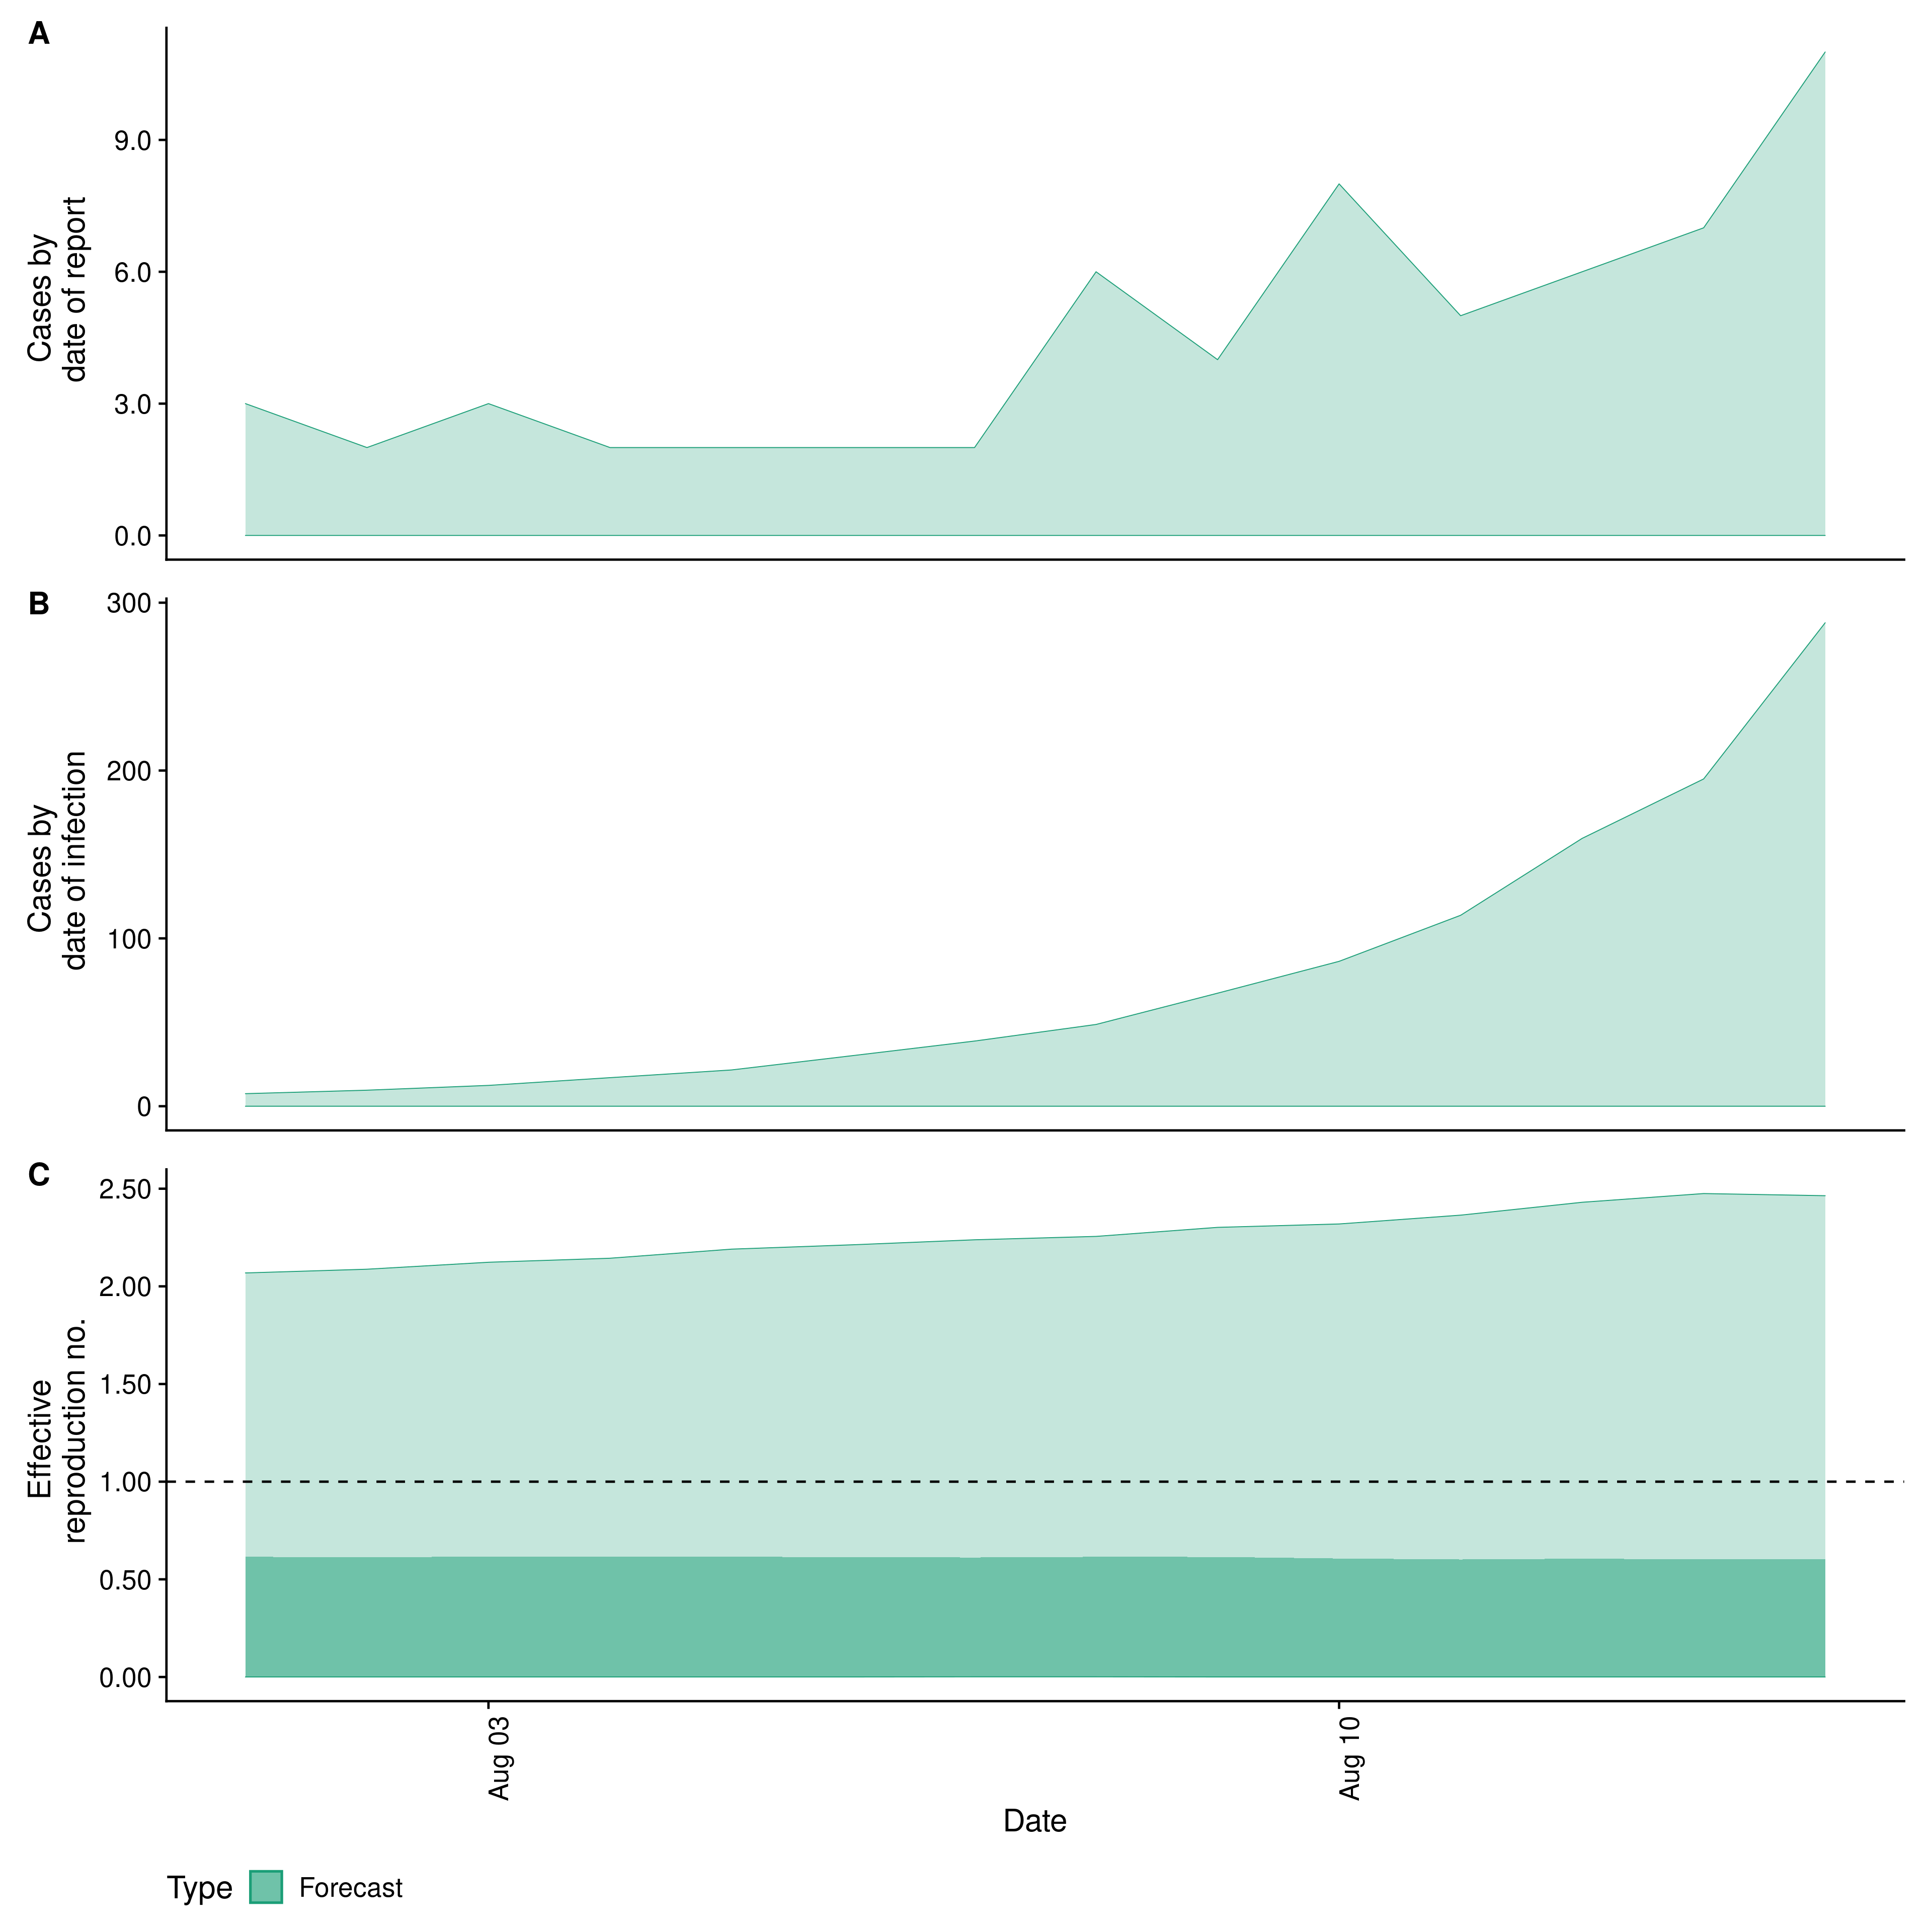 A
Cases by
date of report
9.0
6.0
3.0
0.0
B
Cases by
date of infection
300
200
100
0
C
Effective
reproduction no.
2.50
2.00
1.50
1.00
0.50
0.00
Aug 03
Aug 10
Date
Type
Forecast